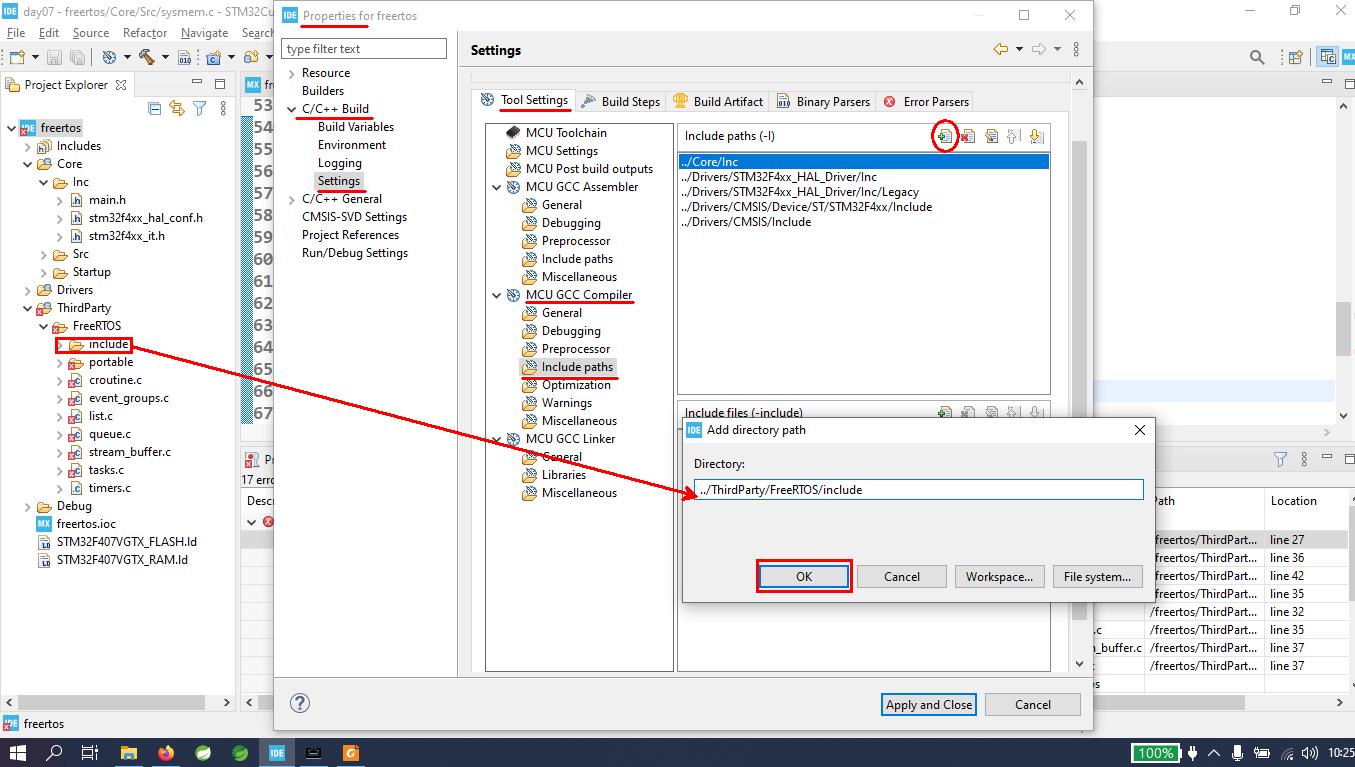 day07 - freertos/Core/Src/sysmem.c - STM32Cu
File Edit Source Refactor Navigate Search
Project Explorer
freertos
Includes
Core
Inc
main.h
stm32f4xx_hal_conf.h
stm32f4xx_it.h
Src
Startup
Drivers
ThirdParty
FreeRTOS
include
portable
croutine.c
event_groups.c
list.c
queue.c
stream_buffer.c
tasks.c
timers.c
Debug
freertos.ioc
STM32F407VGTX_FLASH.ld
STM32F407VGTX_RAM.ld
freertos
53
54
55
56
57
58
59
60
61
62
63
64
65
66
67
17 erro
Desc
IDE Properties for freertos
type filter text
Resource
Builders
C/C++ Build
Build Variables
Environment
Logging
Settings
C/C++ General
CMSIS-SVD Settings
Project References
Run/Debug Settings
Settings
Tool Settings Build Steps Build Artifact Binary Parsers Error Parsers
MCU Toolchain
MCU Settings
MCU Post build outputs
MCU GCC Assembler
General
Debugging
Preprocessor
Include paths
Miscellaneous
MCU GCC Compiler
General
Debugging
Preprocessor
Include paths
Optimization
Warnings
Miscellaneous
MCU GCC Linker
General
Libraries
Miscellaneous
Include paths (-I)
../Core/Inc
../Drivers/STM32F4xx_HAL_Driver/Inc
../Drivers/STM32F4xx_HAL_Driver/Inc/Legacy
../Drivers/CMSIS/Device/ST/STM32F4xx/Include
../Drivers/CMSIS/Include
Include files (-include)
IDE Add directory path
Directory:
../ThirdParty/FreeRTOS/include
OK Cancel Workspace... File system...
Apply and Close Cancel
Path Location
/freertos/ThirdPart... line 27
/freertos/ThirdPart... line 36
/freertos/ThirdPart... line 42
/freertos/ThirdPart... line 35
/freertos/ThirdPart... line 32
.c /freertos/ThirdPart... line 35
n_buffer.c /freertos/ThirdPart... line 37
/freertos/ThirdPart... line 37
os
IDE
100%
10:25